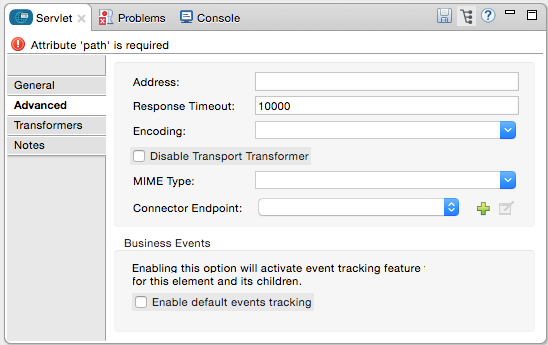 Servlet Problems Console
Attribute 'path' is required
General
Advanced
Transformers
Notes
Address:
Response Timeout: 10000
Encoding:
Disable Transport Transformer
MIME Type:
Connector Endpoint:
Business Events
Enabling this option will activate event tracking feature
for this element and its children.
Enable default events tracking